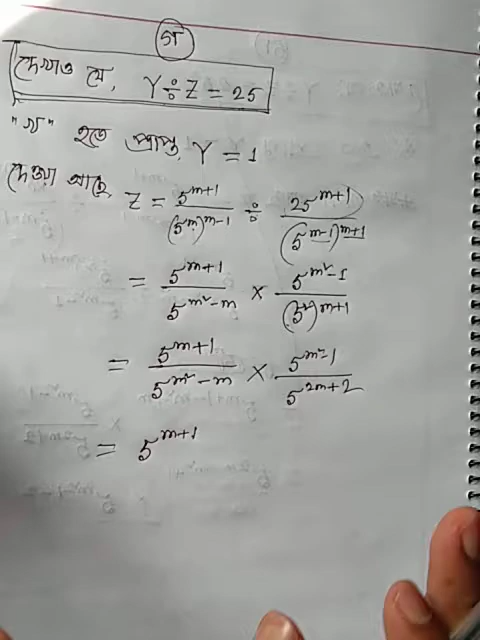 গ
দেখাও যে, Y÷Z = 25
"খ" হতে প্রাপ্ত, Y = 1
দেওয়া আছে, Z = 5^{m+1}/(5^m)^{m-1} ÷ 25^{m+1}/(5^{m-1})^{m+1}
= 5^{m+1}/5^{m²-m} × 5^{m²-1}/(5²)^{m+1}
= 5^{m+1}/5^{m²-m} × 5^{m²-1}/5^{2m+2}
= 5^{m+1}